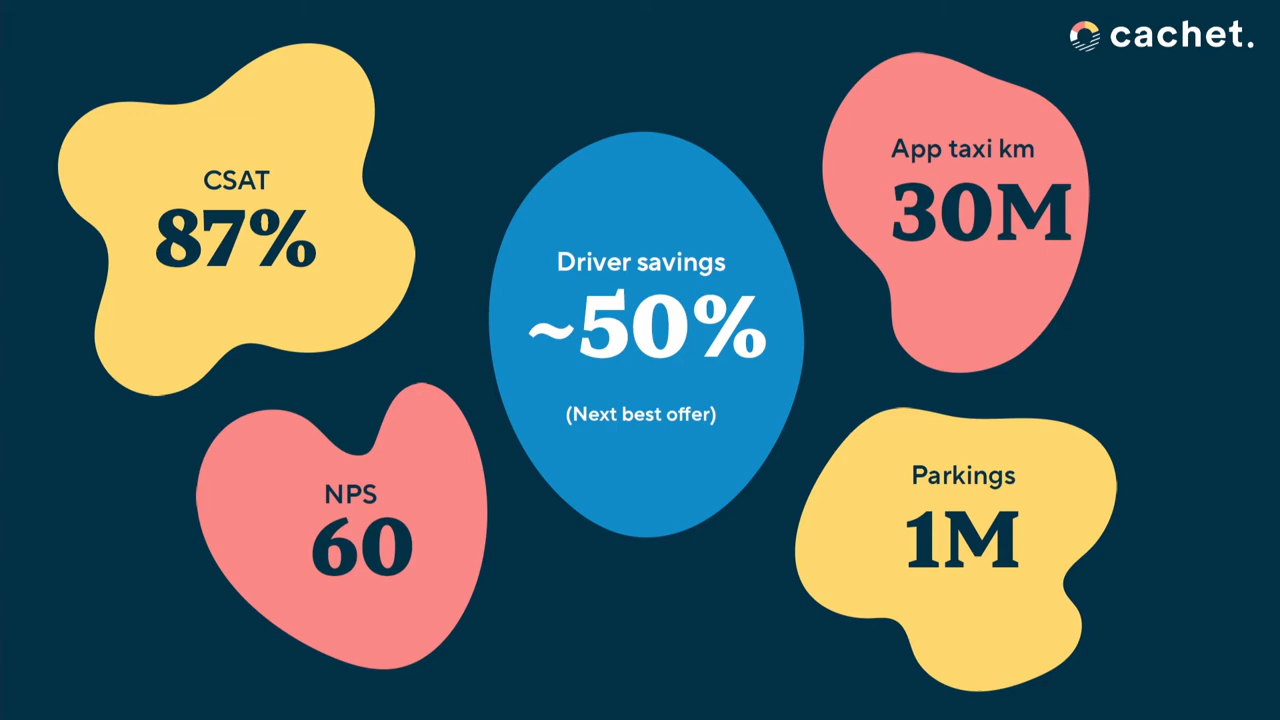 cachet.
CSAT
87%
Driver savings
~50%
(Next best offer)
App taxi km
30M
NPS
60
Parkings
1M